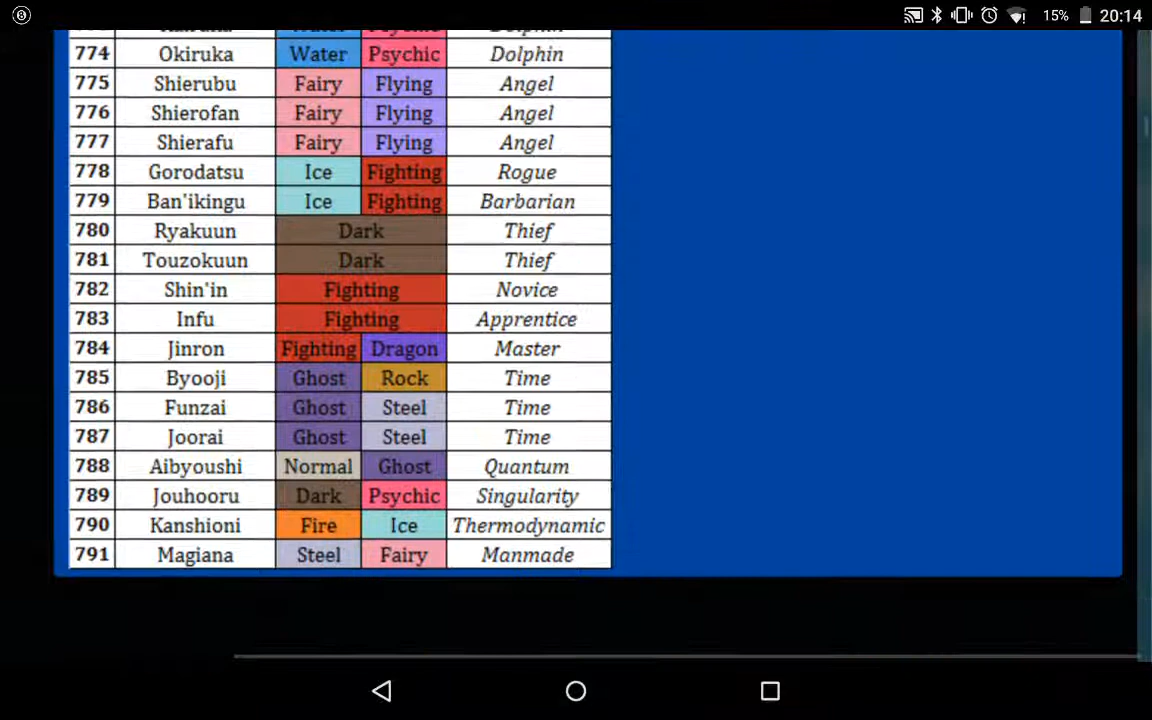 15% 20:14
774 Okiruka Water Psychic Dolphin
775 Shierubu Fairy Flying Angel
776 Shierofan Fairy Flying Angel
777 Shierafu Fairy Flying Angel
778 Gorodatsu Ice Fighting Rogue
779 Ban'ikingu Ice Fighting Barbarian
780 Ryakuun Dark Thief
781 Touzokuun Dark Thief
782 Shin'in Fighting Novice
783 Infu Fighting Apprentice
784 Jinron Fighting Dragon Master
785 Byooji Ghost Rock Time
786 Funzai Ghost Steel Time
787 Joorai Ghost Steel Time
788 Aibyoushi Normal Ghost Quantum
789 Jouhooru Dark Psychic Singularity
790 Kanshioni Fire Ice Thermodynamic
791 Magiana Steel Fairy Manmade